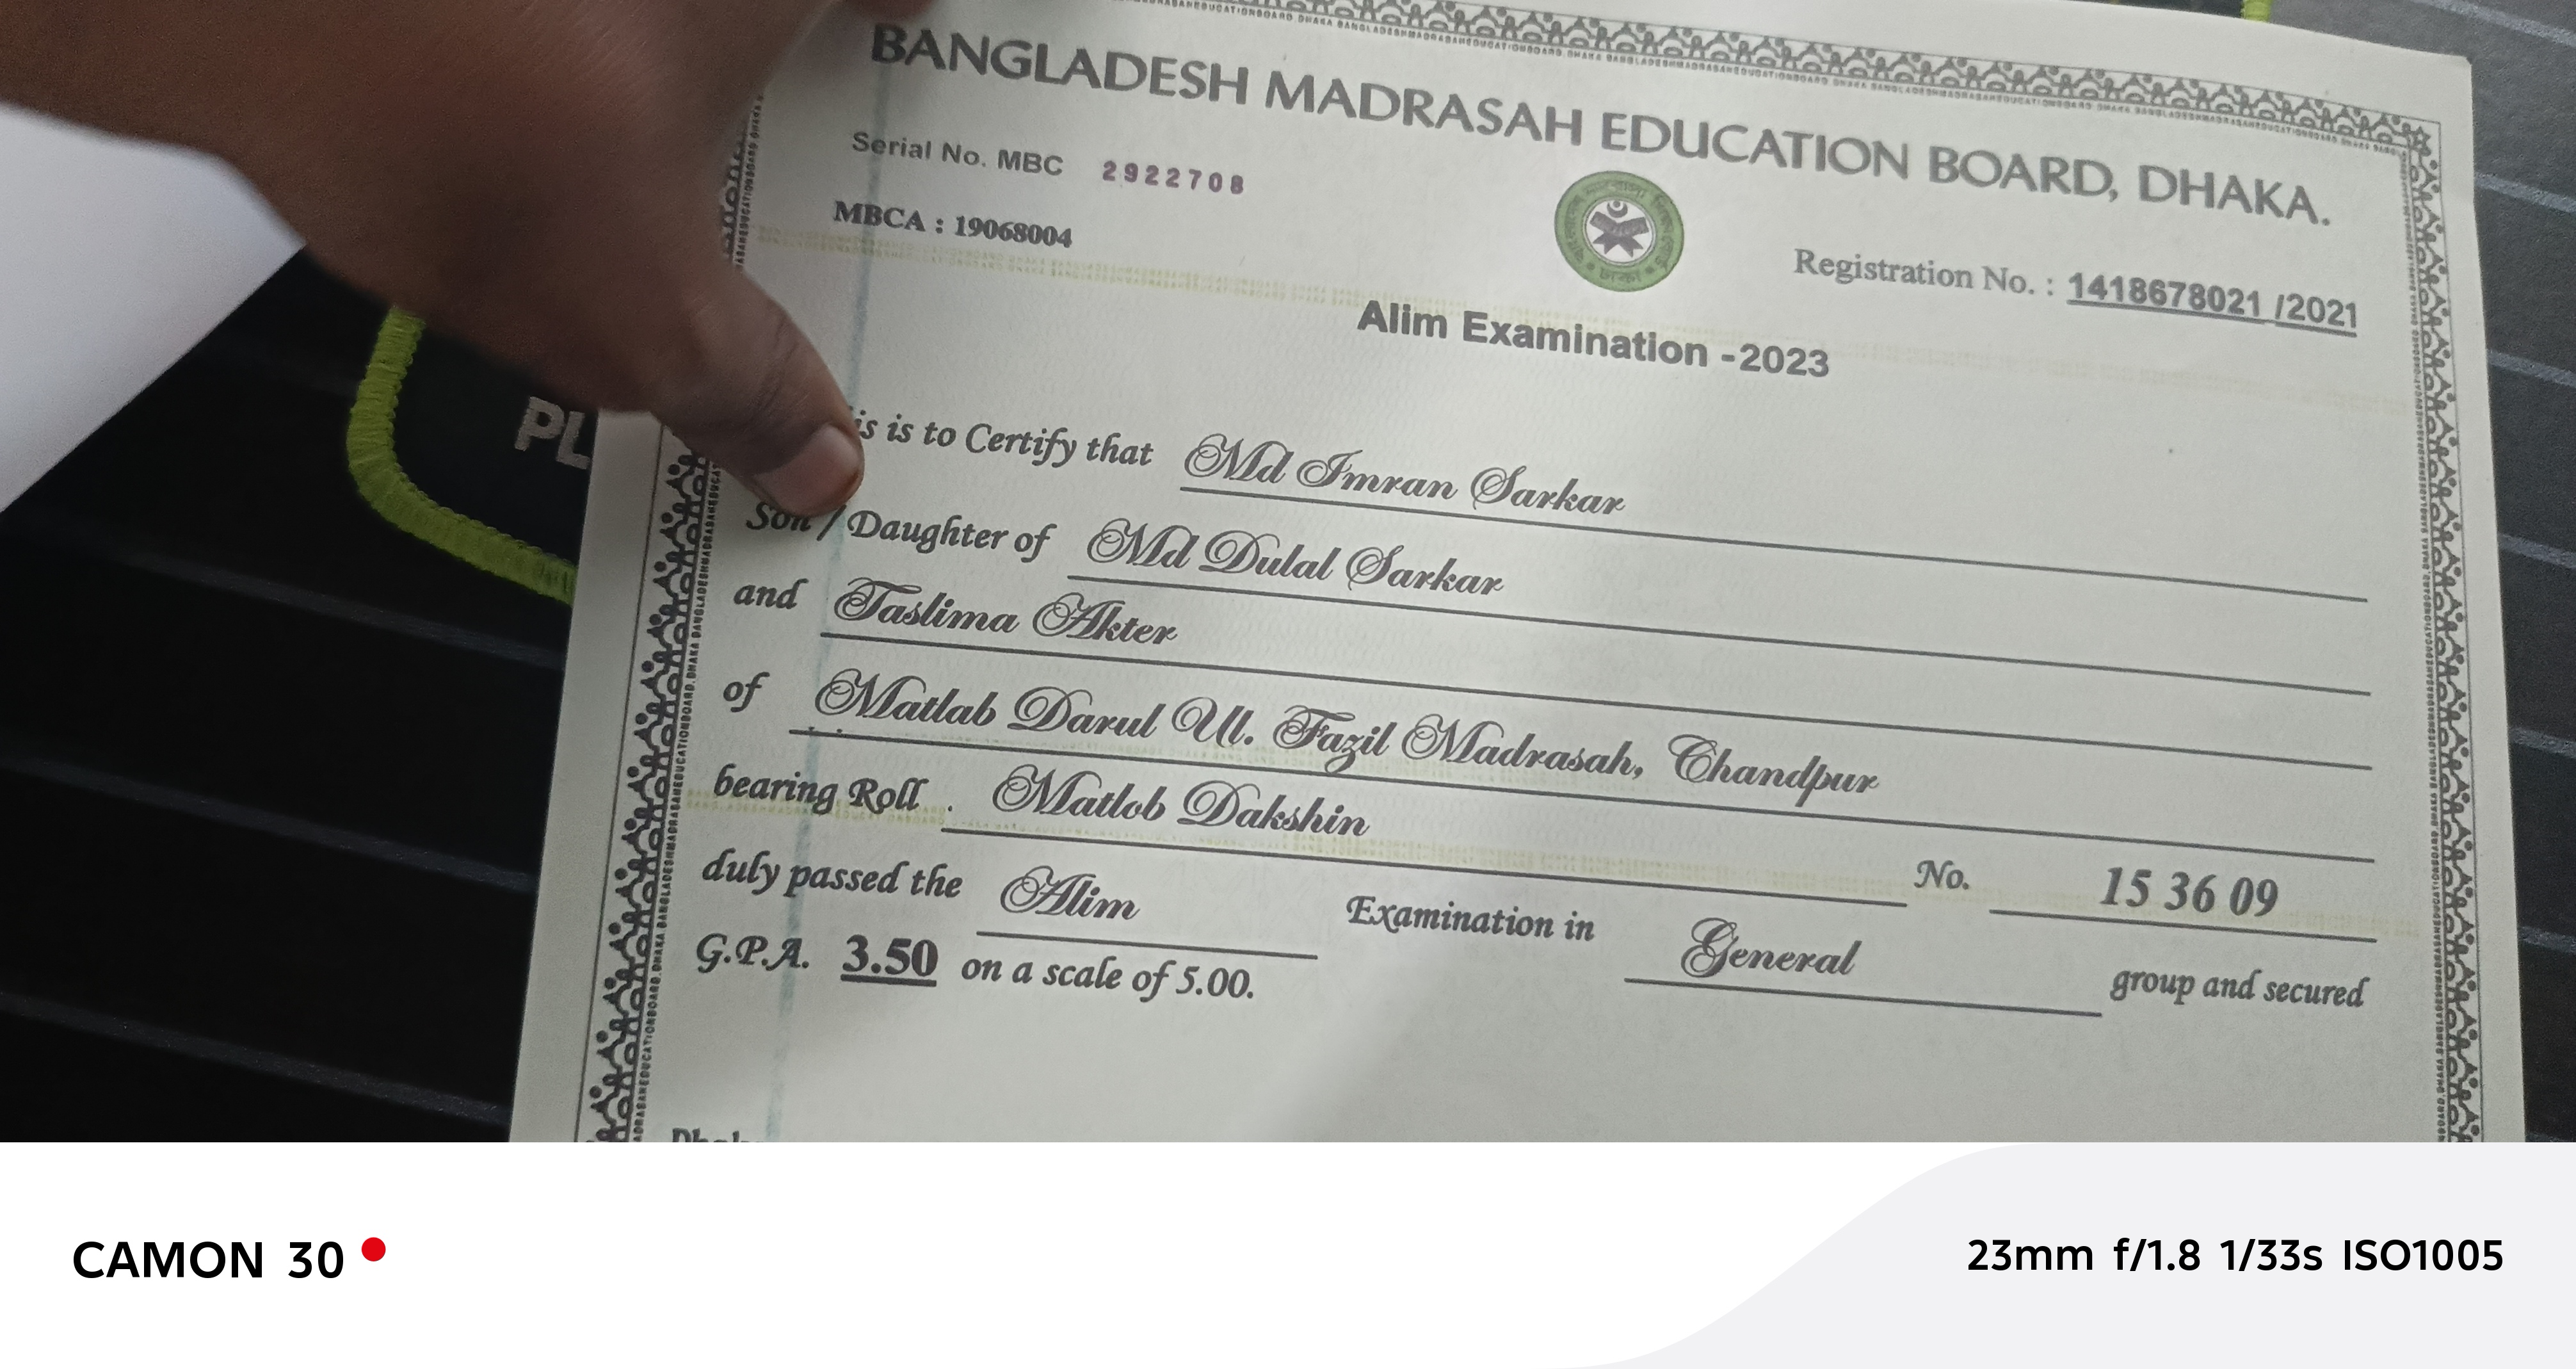 BANGLADESH MADRASAH EDUCATION BOARD, DHAKA.
Serial No. MBC 2922708
MBCA : 19068004
Registration No. : 1418678021 /2021
Alim Examination -2023
is is to Certify that Md Imran Sarkar
Son / Daughter of Md Dulal Sarkar
and Taslima Akter
of Matlab Darul Ul. Fazil Madrasah, Chandpur
bearing Roll . Matlob Dakshin No. 15 36 09
duly passed the Alim Examination in General group and secured
G.P.A. 3.50 on a scale of 5.00.
PL
CAMON 30
23mm f/1.8 1/33s ISO1005